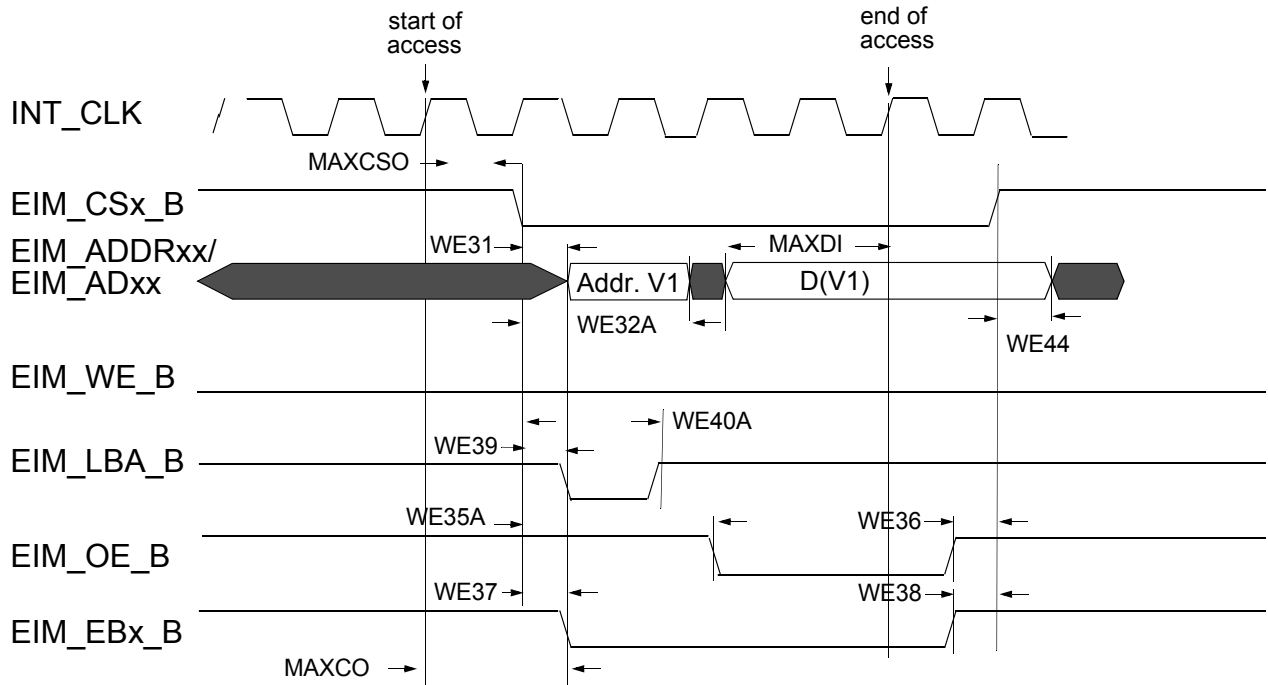 start of
access
end of
access
INT_CLK
MAXCSO
EIM_CSx_B
EIM_ADDRxx/
EIM_ADxx
WE31
MAXDI
Addr. V1
D(V1)
WE32A
WE44
EIM_WE_B
WE40A
WE39
EIM_LBA_B
WE35A
WE36
EIM_OE_B
WE37
WE38
EIM_EBx_B
MAXCO